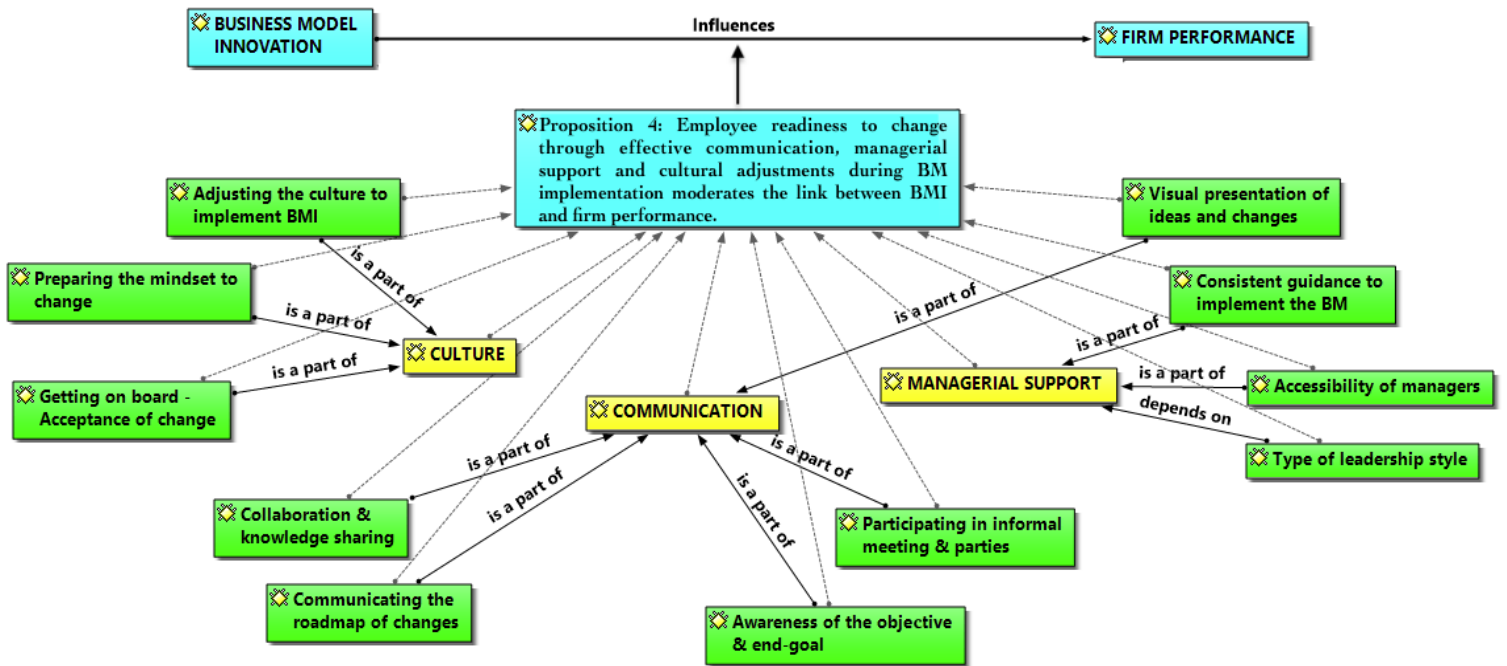 BUSINESS MODEL
INNOVATION
Influences
FIRM PERFORMANCE
Proposition 4: Employee readiness to change
through effective communication, managerial
support and cultural adjustments during BM
implementation moderates the link between BMI
and firm performance.
Adjusting the culture to
implement BMI
Visual presentation of
ideas and changes
is a part of
Preparing the mindset to
change
is a part of
Consistent guidance to
implement the BM
is a part of
is a part of
CULTURE
is a part of
Getting on board -
Acceptance of change
MANAGERIAL SUPPORT
is a part of
Accessibility of managers
depends on
COMMUNICATION
Type of leadership style
is a part of
is a part of
is a part of
is a part of
Collaboration &
knowledge sharing
Participating in informal
meeting & parties
Communicating the
roadmap of changes
Awareness of the objective
& end-goal